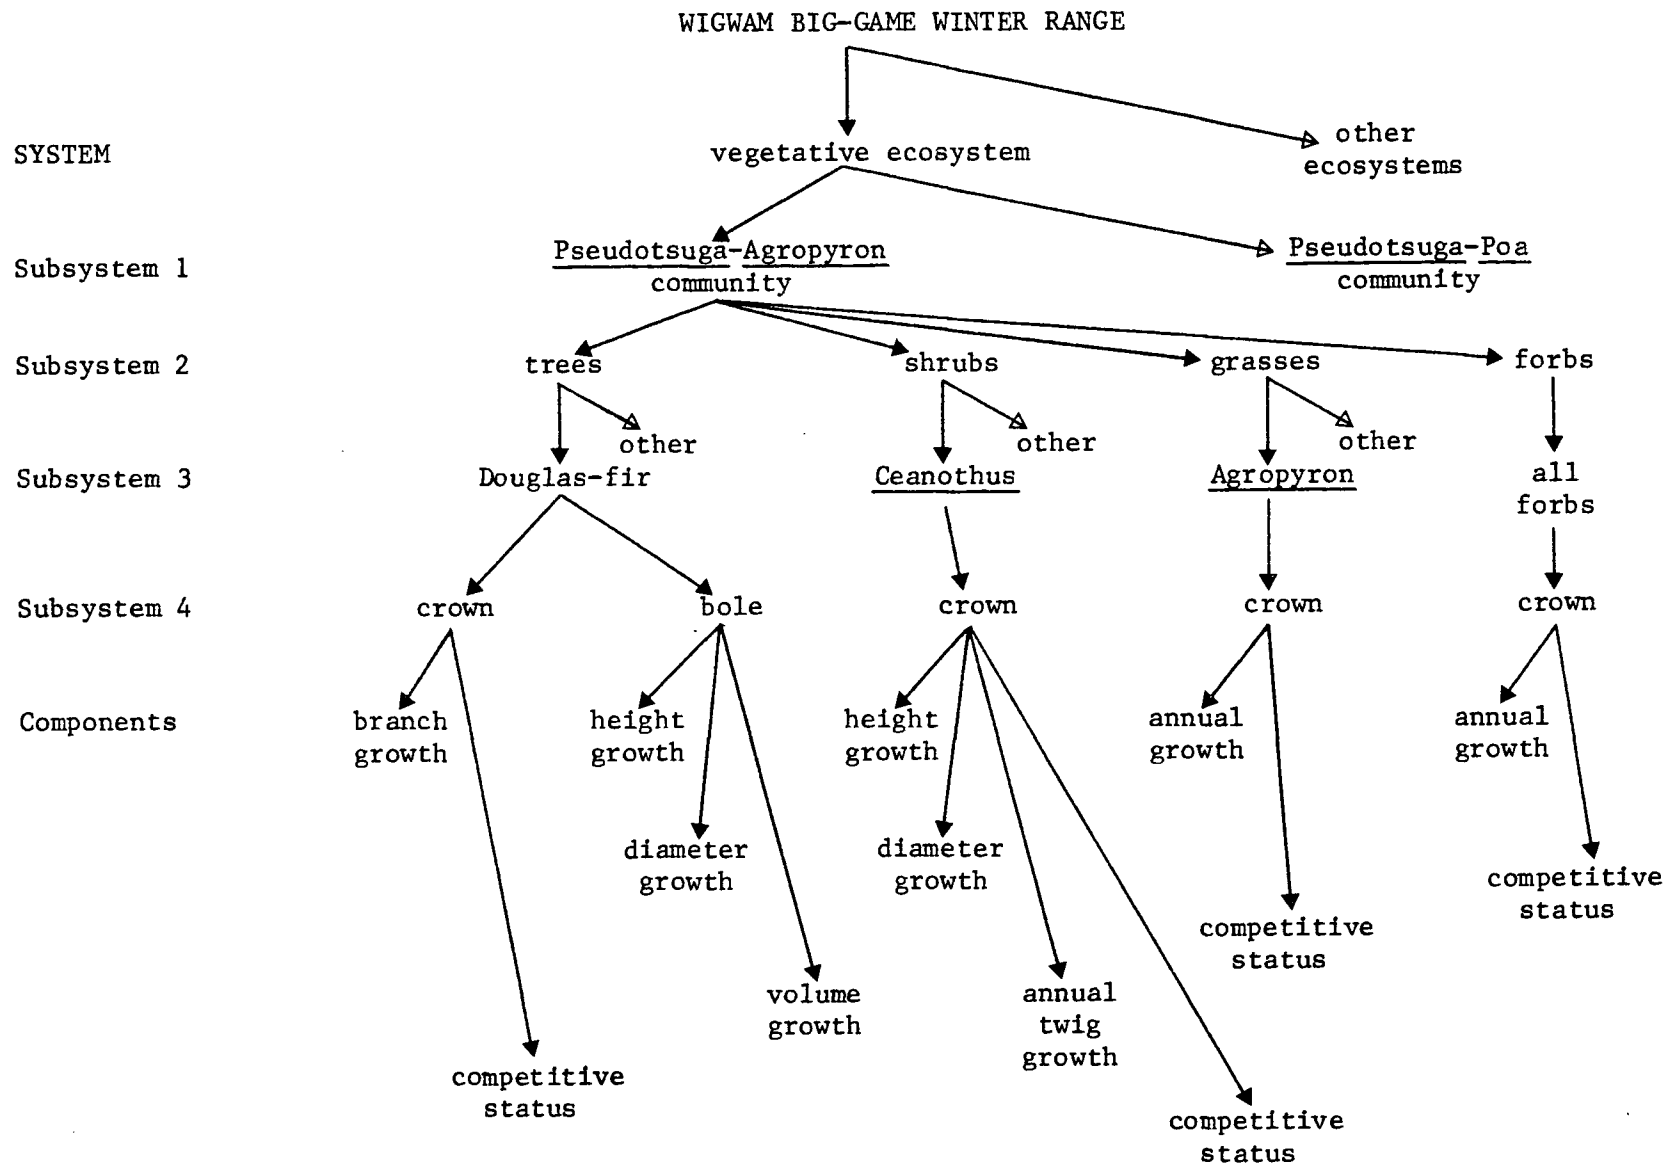 WIGWAM BIG-GAME WINTER RANGE
SYSTEM
vegetative ecosystem
other
ecosystems
Subsystem 1
Pseudotsuga-Agropyron
community
Pseudotsuga-Poa
community
Subsystem 2
trees
shrubs
grasses
forbs
other
other
other
Subsystem 3
Douglas-fir
Ceanothus
Agropyron
all
forbs
Subsystem 4
crown
bole
crown
crown
crown
Components
branch
growth
height
growth
height
growth
annual
growth
annual
growth
diameter
growth
diameter
growth
competitive
status
competitive
status
volume
growth
annual
twig
growth
competitive
status
competitive
status